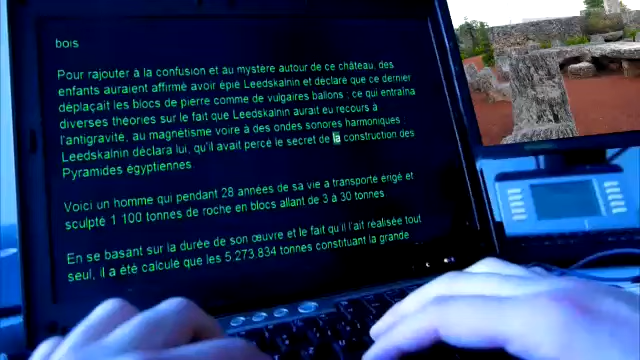 bois
Pour rajouter à la confusion et au mystère autour de ce château, des
enfants auraient affirmé avoir épié Leedskalnin et déclaré que ce dernier
déplaçait les blocs de pierre comme de vulgaires ballons ; ce qui entraîna
diverses théories sur le fait que Leedskalnin aurait eu recours à
l'antigravite, au magnétisme voire à des ondes sonores harmoniques
Leedskalnin déclara lui, qu'il avait percé le secret de la construction des
Pyramides égyptiennes.
Voici un homme qui pendant 28 années de sa vie a transporté érigé et
sculpté 1 100 tonnes de roche en blocs allant de 3 à 30 tonnes
En se basant sur la durée de son œuvre et le fait qu'il l'ait réalisée tout
seul, il a été calculé que les 5.273.834 tonnes constituant la grande